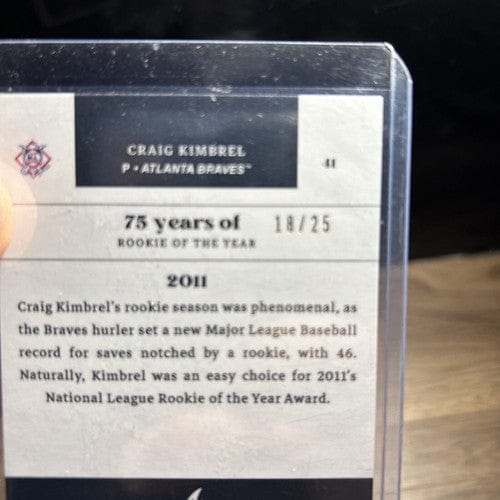 CRAIG KIMBREL
P • ATLANTA BRAVES™
41
75 years of
ROOKIE OF THE YEAR
18/25
2011
Craig Kimbrel's rookie season was phenomenal, as
the Braves hurler set a new Major League Baseball
record for saves notched by a rookie, with 46.
Naturally, Kimbrel was an easy choice for 2011's
National League Rookie of the Year Award.